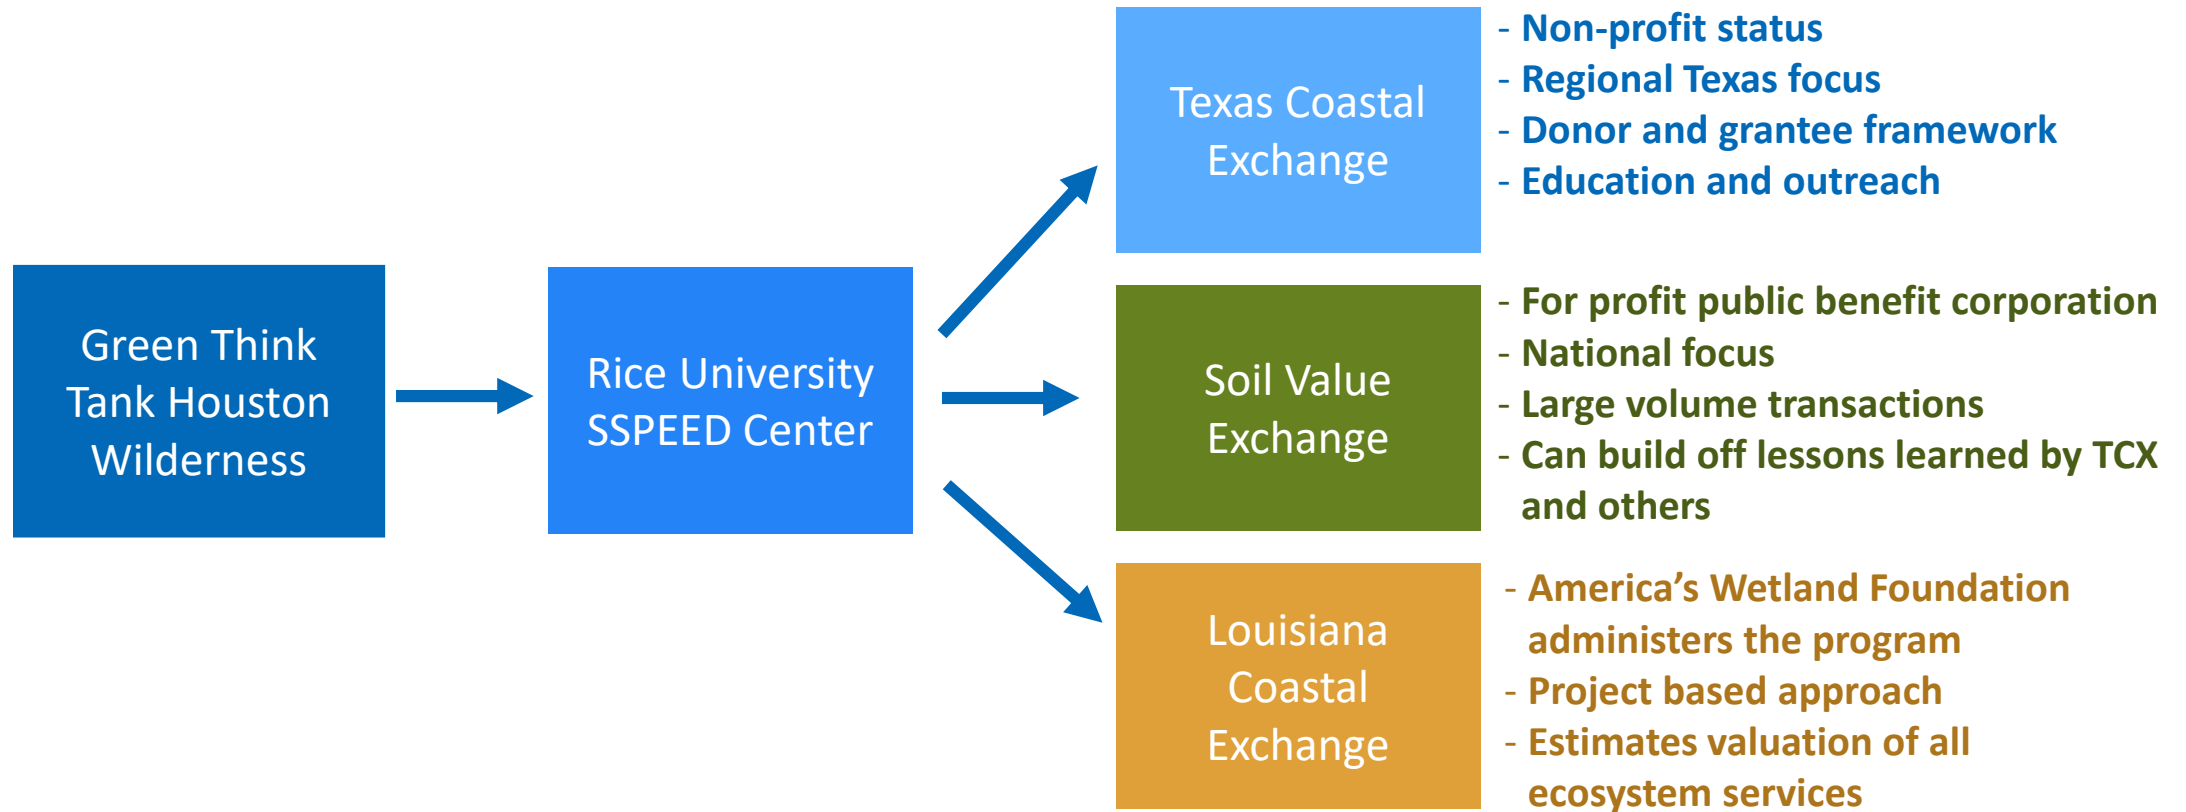 Green Think
Tank Houston
Wilderness
Rice University
SSPEED Center
Texas Coastal
Exchange
- Non-profit status
- Regional Texas focus
- Donor and grantee framework
- Education and outreach
Soil Value
Exchange
- For profit public benefit corporation
- National focus
- Large volume transactions
- Can build off lessons learned by TCX
and others
Louisiana
Coastal
Exchange
- America’s Wetland Foundation
administers the program
- Project based approach
- Estimates valuation of all
ecosystem services